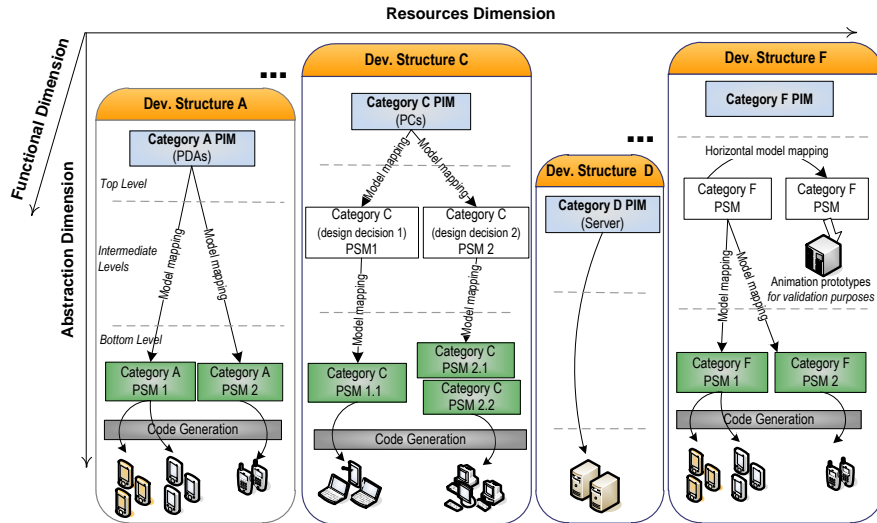 Resources Dimension
Functional Dimension
Abstraction Dimension
...
...
Dev. Structure A
Category A PIM
(PDAs)
Top Level
Intermediate
Levels
Bottom Level
Model mapping
Model mapping
Category A
PSM 1
Category A
PSM 2
Code Generation
Dev. Structure C
Category C PIM
(PCs)
Model mapping
Model mapping
Category C
(design decision 1)
PSM1
Category C
(design decision 2)
PSM 2
Model mapping
Model mapping
Category C
PSM 1.1
Category C
PSM 2.1
Category C
PSM 2.2
Code Generation
Dev. Structure D
Category D PIM
(Server)
Dev. Structure F
Category F PIM
Horizontal model mapping
Category F
PSM
Category F
PSM
Animation prototypes
for validation purposes
Model mapping
Model mapping
Category F
PSM 1
Category F
PSM 2
Code Generation